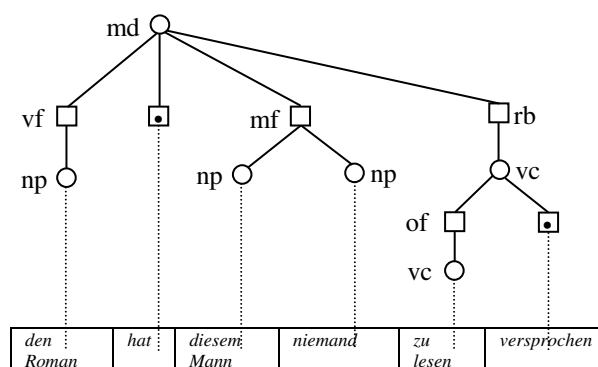 md
vf mf rb
np np np vc
of
vc
den hat diesem niemand zu versprochen
Roman Mann lesen